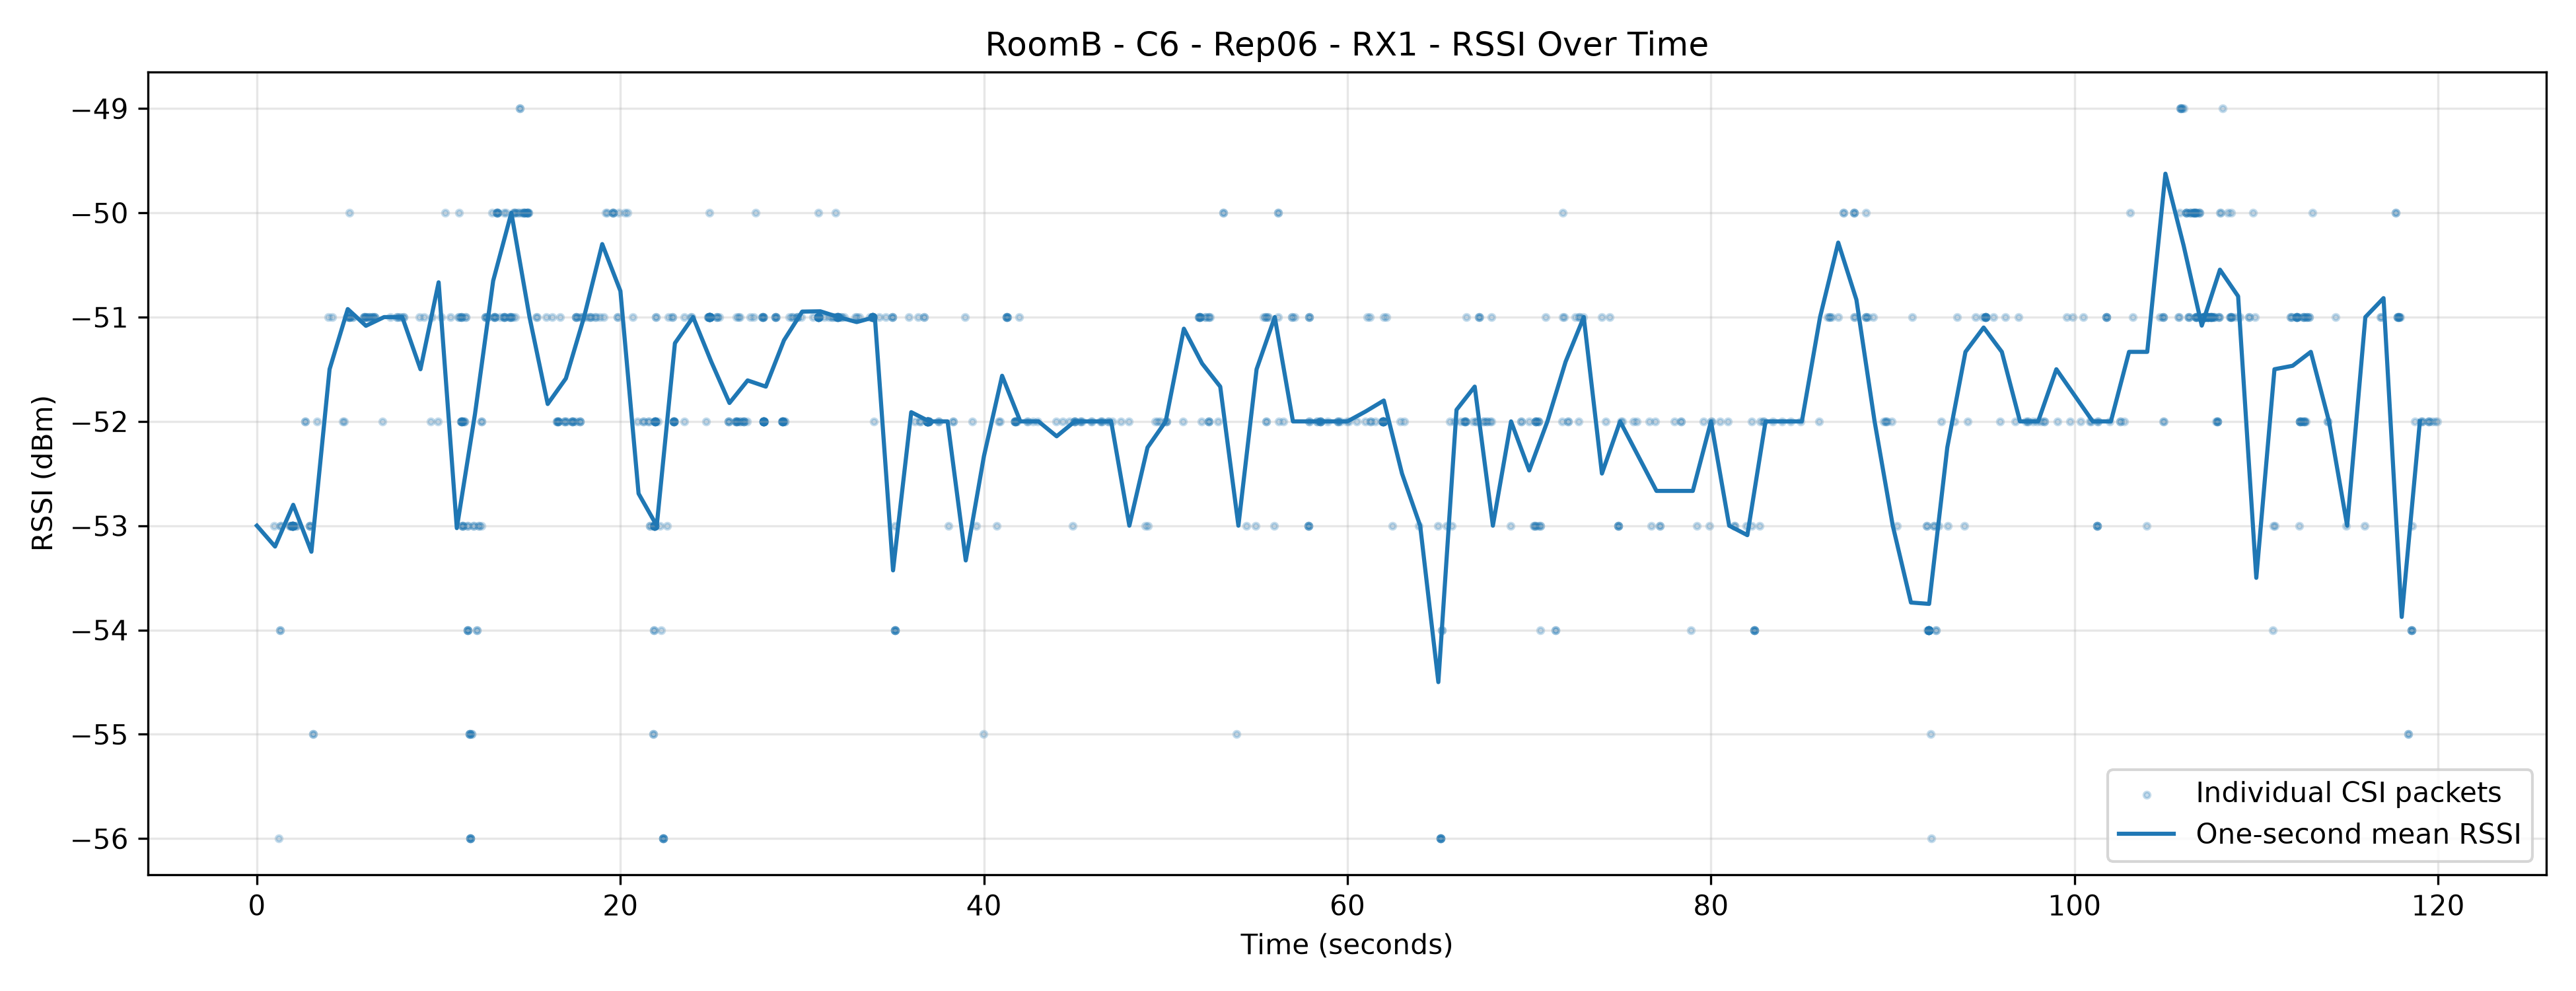 RoomB - C6 - Rep06 - RX1 - RSSI Over Time
RSSI (dBm)
−49
−50
−51
−52
−53
−54
−55
−56
0 20 40 60 80 100 120
Time (seconds)
Individual CSI packets
One-second mean RSSI